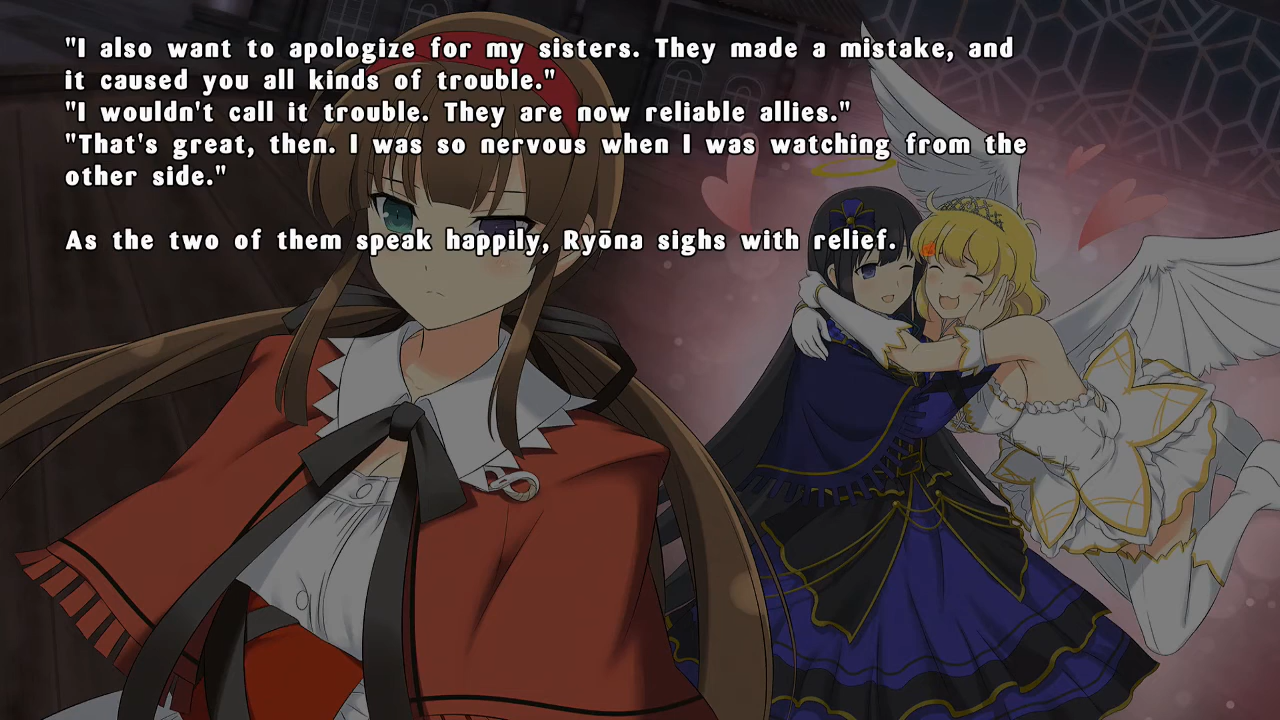 "I also want to apologize for my sisters. They made a mistake, and
it caused you all kinds of trouble."
"I wouldn't call it trouble. They are now reliable allies."
"That's great, then. I was so nervous when I was watching from the
other side."
As the two of them speak happily, Ryōna sighs with relief.